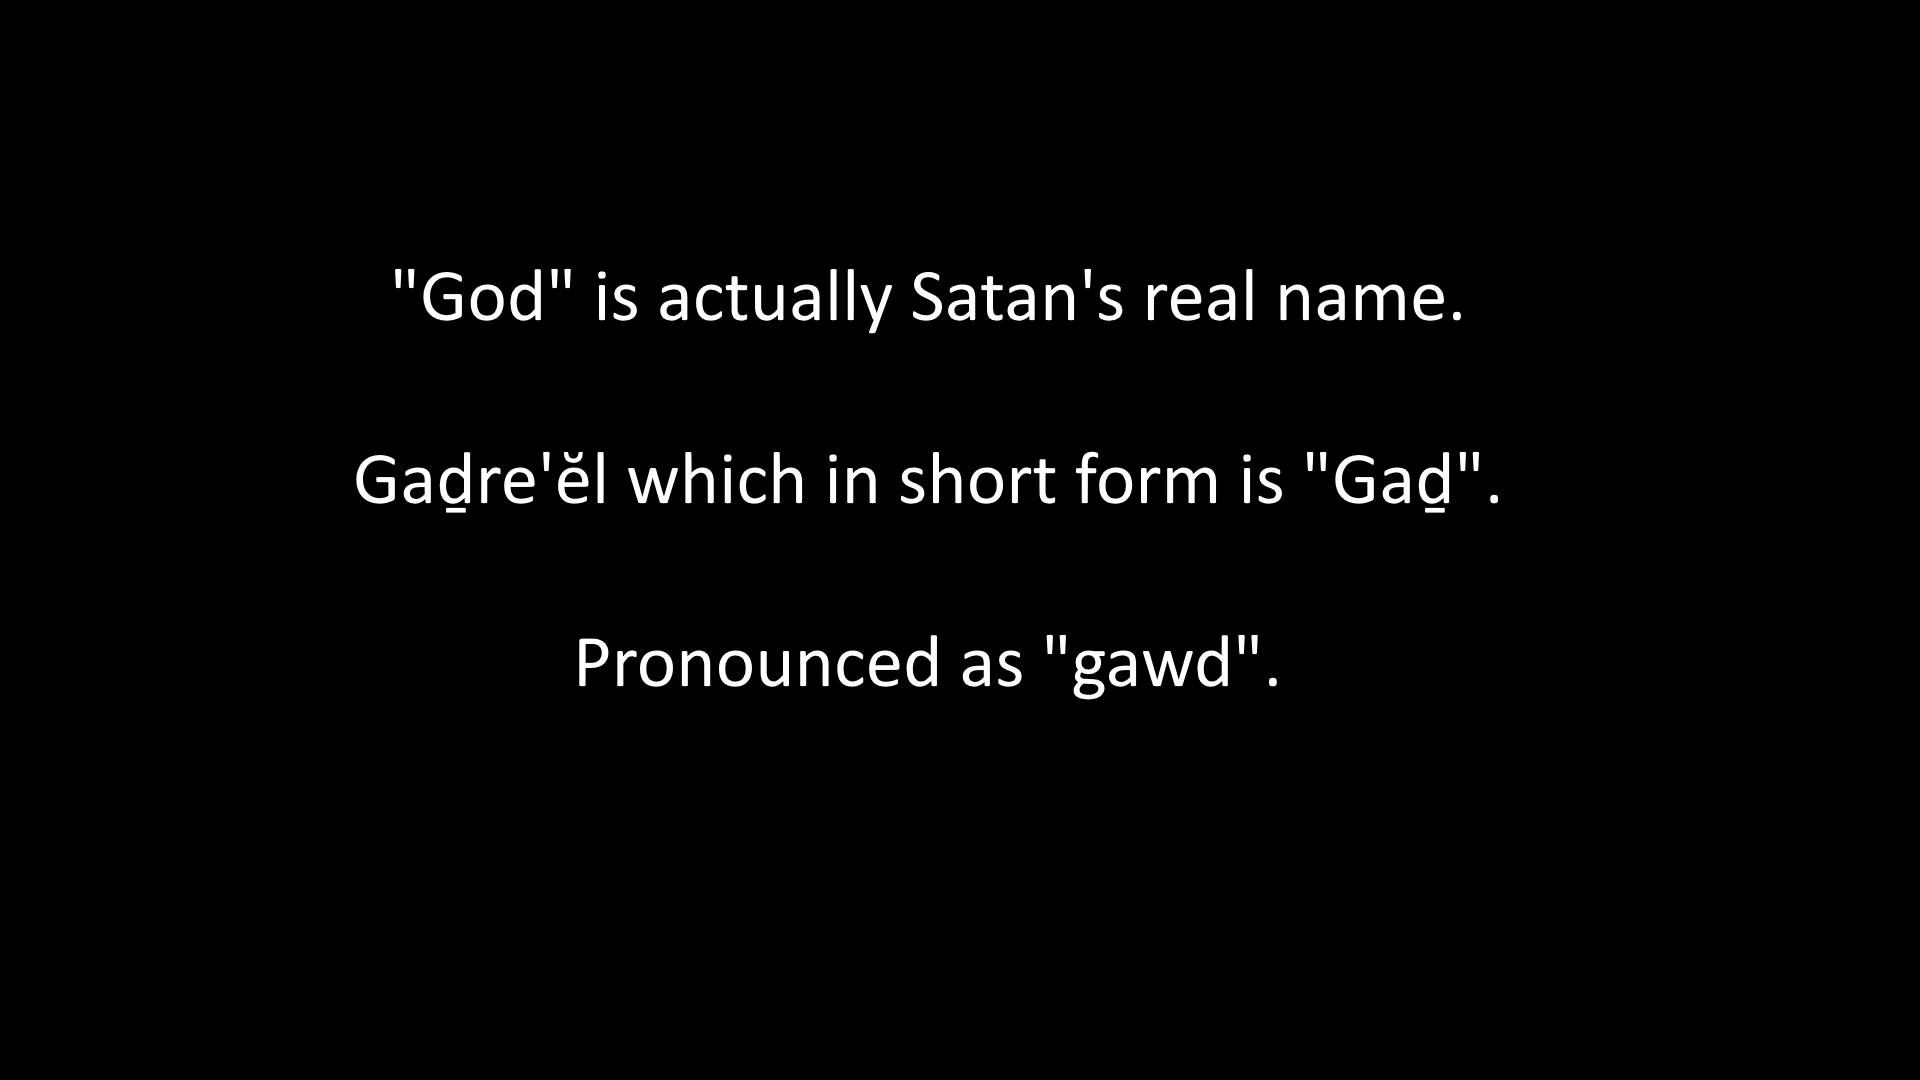 "God" is actually Satan's real name.
Gaḏre'ĕl which in short form is "Gaḏ".
Pronounced as "gawd".